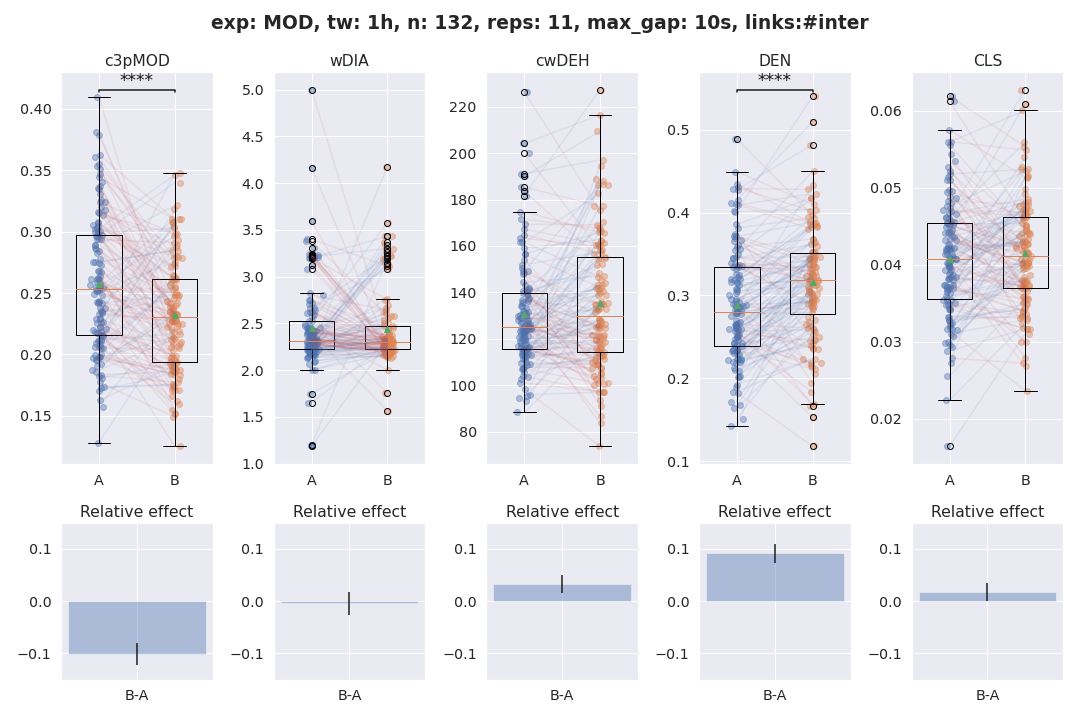 exp: MOD, tw: 1h, n: 132, reps: 11, max_gap: 10s, links:#inter
c3pMOD
wDIA
cwDEH
DEN
CLS
****
****
0.40
0.35
0.30
0.25
0.20
0.15
A
B
5.0
4.5
4.0
3.5
3.0
2.5
2.0
1.5
1.0
A
B
220
200
180
160
140
120
100
80
A
B
0.5
0.4
0.3
0.2
0.1
A
B
0.06
0.05
0.04
0.03
0.02
A
B
Relative effect
0.1
0.0
−0.1
B-A
Relative effect
0.1
0.0
−0.1
B-A
Relative effect
0.1
0.0
−0.1
B-A
Relative effect
0.1
0.0
−0.1
B-A
Relative effect
0.1
0.0
−0.1
B-A